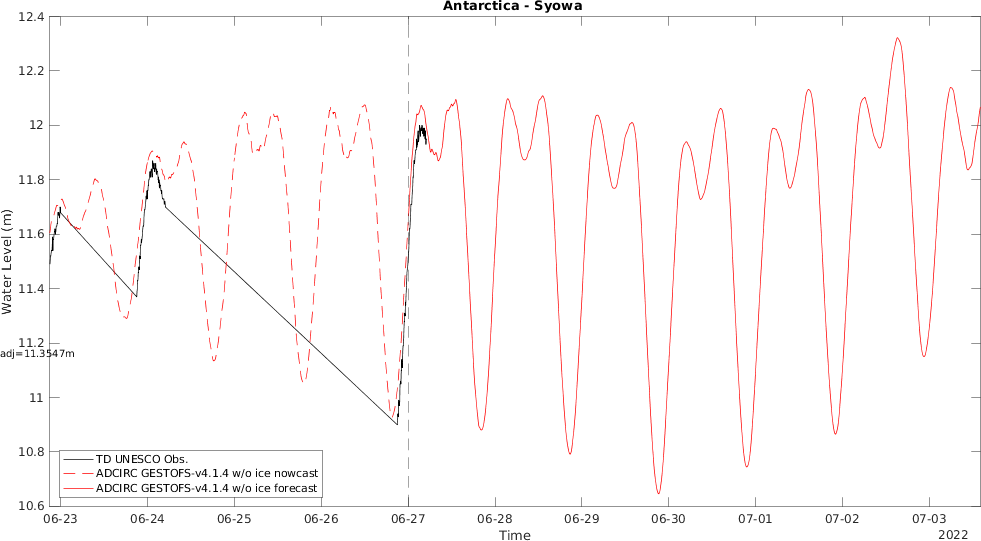 Antarctica - Syowa
12.4
12.2
12
11.8
11.6
11.4
11.2
11
10.8
10.6
Water Level (m)
adj=11.3547m
TD UNESCO Obs.
ADCIRC GESTOFS-v4.1.4 w/o ice nowcast
ADCIRC GESTOFS-v4.1.4 w/o ice forecast
06-23 06-24 06-25 06-26 06-27 06-28 06-29 06-30 07-01 07-02 07-03
Time
2022